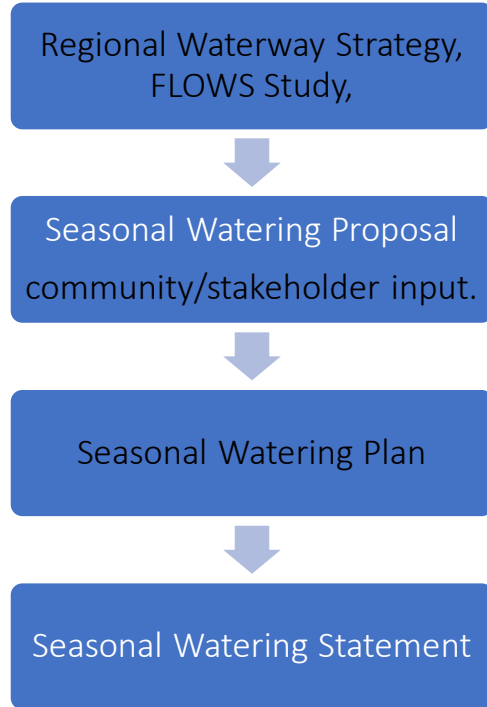 Regional Waterway Strategy,
FLOWS Study,
Seasonal Watering Proposal
community/stakeholder input.
Seasonal Watering Plan
Seasonal Watering Statement